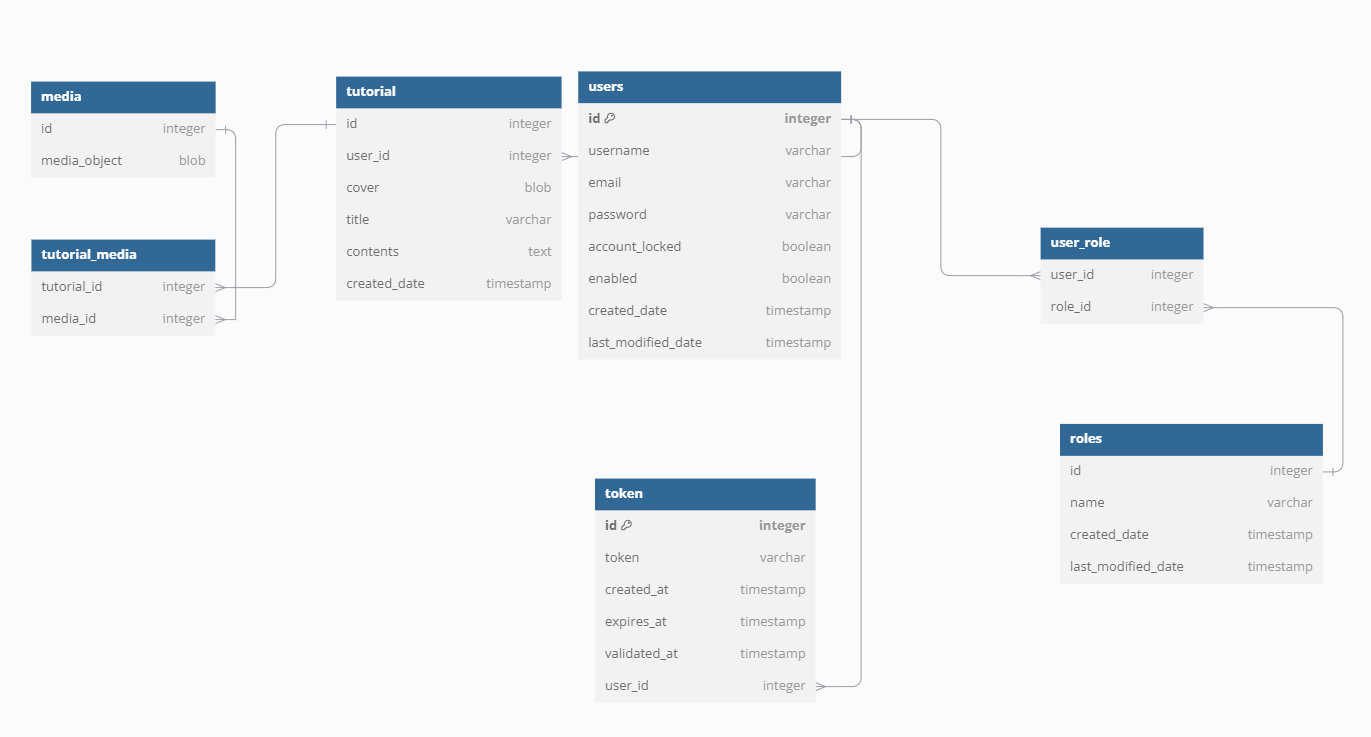 media
id integer
media_object blob
tutorial_media
tutorial_id integer
media_id integer
tutorial
id integer
user_id integer
cover blob
title varchar
contents text
created_date timestamp
users
id integer
username varchar
email varchar
password varchar
account_locked boolean
enabled boolean
created_date timestamp
last_modified_date timestamp
token
id integer
token varchar
created_at timestamp
expires_at timestamp
validated_at timestamp
user_id integer
user_role
user_id integer
role_id integer
roles
id integer
name varchar
created_date timestamp
last_modified_date timestamp